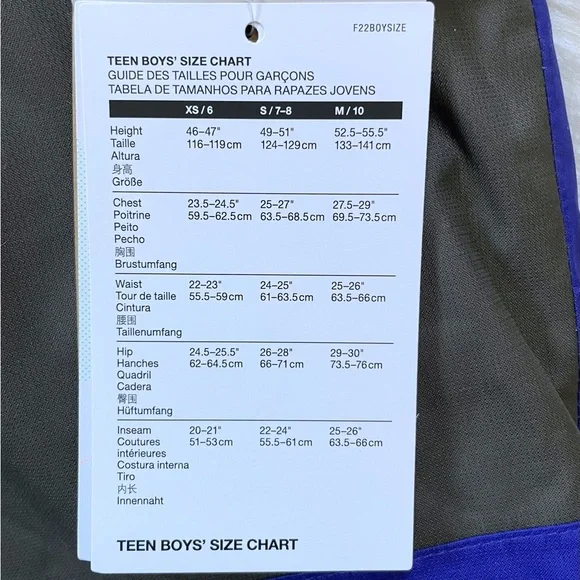 F22BOYSIZE
TEEN BOYS' SIZE CHART
GUIDE DES TAILLES POUR GARÇONS
TABELA DE TAMANHOS PARA RAPAZES JOVENS
XS / 6 S / 7–8 M / 10
Height 46–47" 49–51" 52.5–55.5"
Taille 116–119cm 124–129cm 133–141cm
Altura
身高
Größe
Chest 23.5–24.5" 25–27" 27.5–29"
Poitrine 59.5–62.5cm 63.5–68.5cm 69.5–73.5cm
Peito
Pecho
胸围
Brustumfang
Waist 22–23" 24–25" 25–26"
Tour de taille 55.5–59cm 61–63.5cm 63.5–66cm
Cintura
腰围
Taillenumfang
Hip 24.5–25.5" 26–28" 29–30"
Hanches 62–64.5cm 66–71cm 73.5–76cm
Quadril
Cadera
臀围
Hüftumfang
Inseam 20–21" 22–24" 25–26"
Coutures 51–53cm 55.5–61cm 63.5–66cm
intérieures
Costura interna
Tiro
内长
Innennaht
TEEN BOYS' SIZE CHART